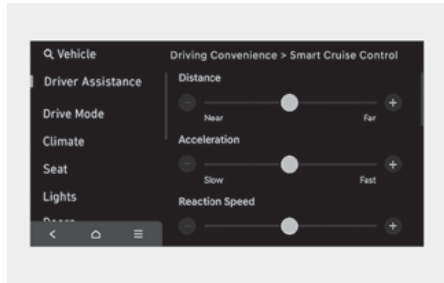 Vehicle
Driver Assistance
Drive Mode
Climate
Seat
Lights
Driving Convenience > Smart Cruise Control
Distance
Near Far
Acceleration
Slow Fast
Reaction Speed